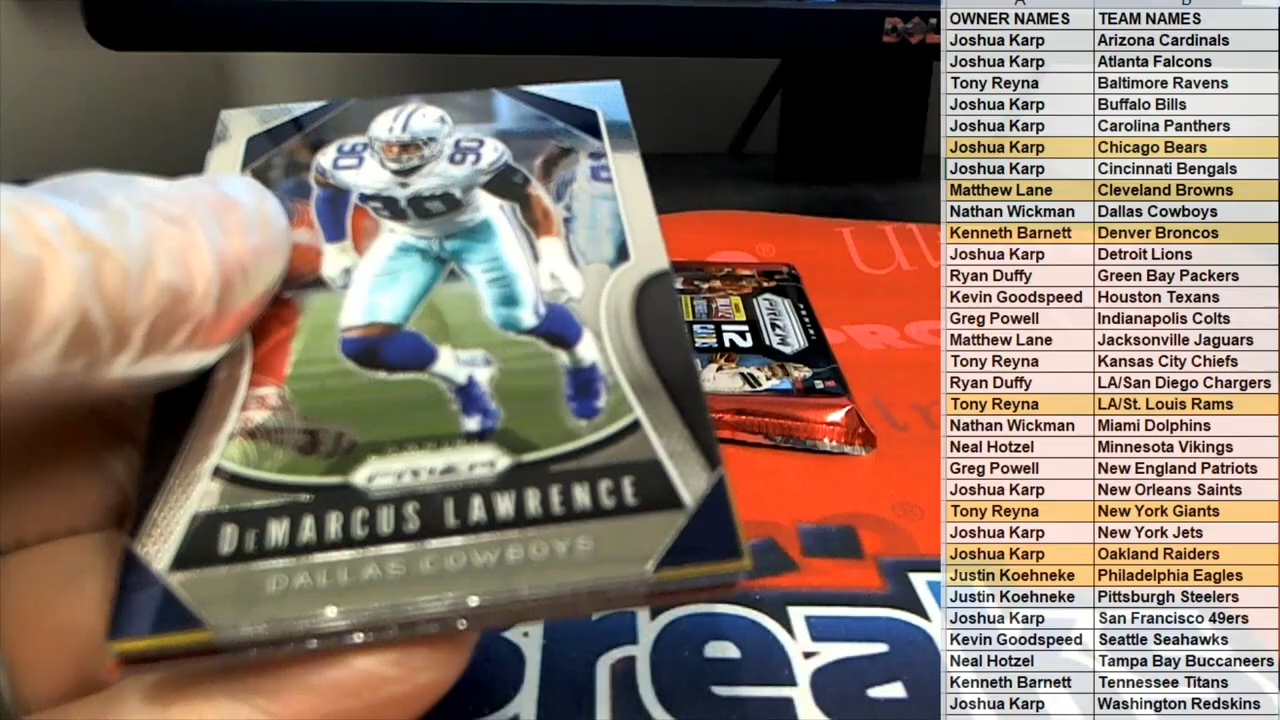 OWNER NAMES TEAM NAMES
Joshua Karp Arizona Cardinals
Joshua Karp Atlanta Falcons
Tony Reyna Baltimore Ravens
Joshua Karp Buffalo Bills
Joshua Karp Carolina Panthers
Joshua Karp Chicago Bears
Joshua Karp Cincinnati Bengals
Matthew Lane Cleveland Browns
Nathan Wickman Dallas Cowboys
Kenneth Barnett Denver Broncos
Joshua Karp Detroit Lions
Ryan Duffy Green Bay Packers
Kevin Goodspeed Houston Texans
Greg Powell Indianapolis Colts
Matthew Lane Jacksonville Jaguars
Tony Reyna Kansas City Chiefs
Ryan Duffy LA/San Diego Chargers
Tony Reyna LA/St. Louis Rams
Nathan Wickman Miami Dolphins
Neal Hotzel Minnesota Vikings
Greg Powell New England Patriots
Joshua Karp New Orleans Saints
Tony Reyna New York Giants
Joshua Karp New York Jets
Joshua Karp Oakland Raiders
Justin Koehneke Philadelphia Eagles
Justin Koehneke Pittsburgh Steelers
Joshua Karp San Francisco 49ers
Kevin Goodspeed Seattle Seahawks
Neal Hotzel Tampa Bay Buccaneers
Kenneth Barnett Tennessee Titans
Joshua Karp Washington Redskins
90 90
90
PRIZM
DeMARCUS LAWRENCE
DALLAS COWBOYS
PANINI
PRIZM
12
CARDS